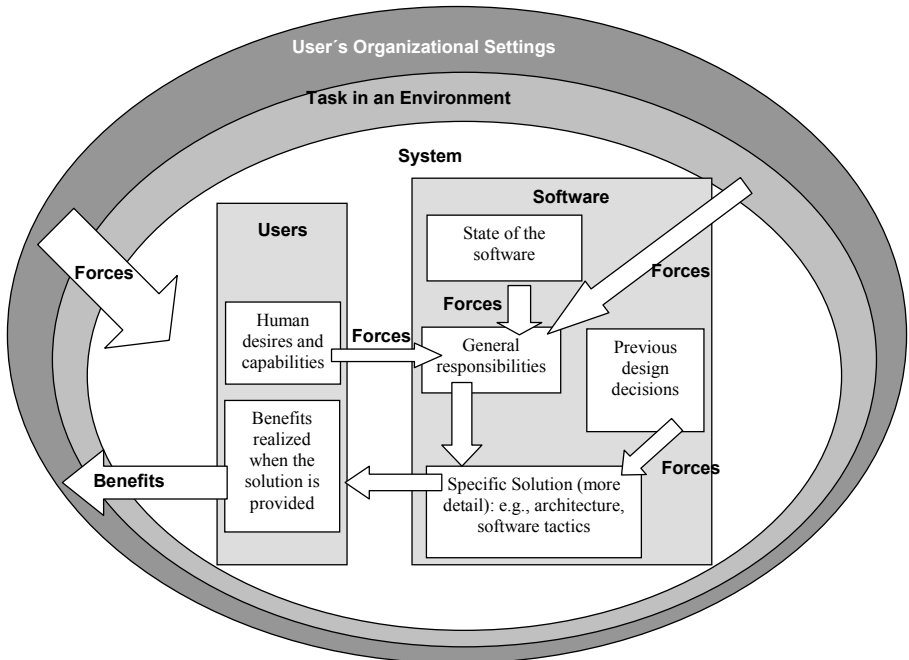 User´s Organizational Settings
Task in an Environment
System
Software
Users
State of the
software
Forces
Forces
Forces
Human
desires and
capabilities
Forces
General
responsibilities
Previous
design
decisions
Benefits
realized
when the
solution is
provided
Benefits
Forces
Specific Solution (more
detail): e.g., architecture,
software tactics